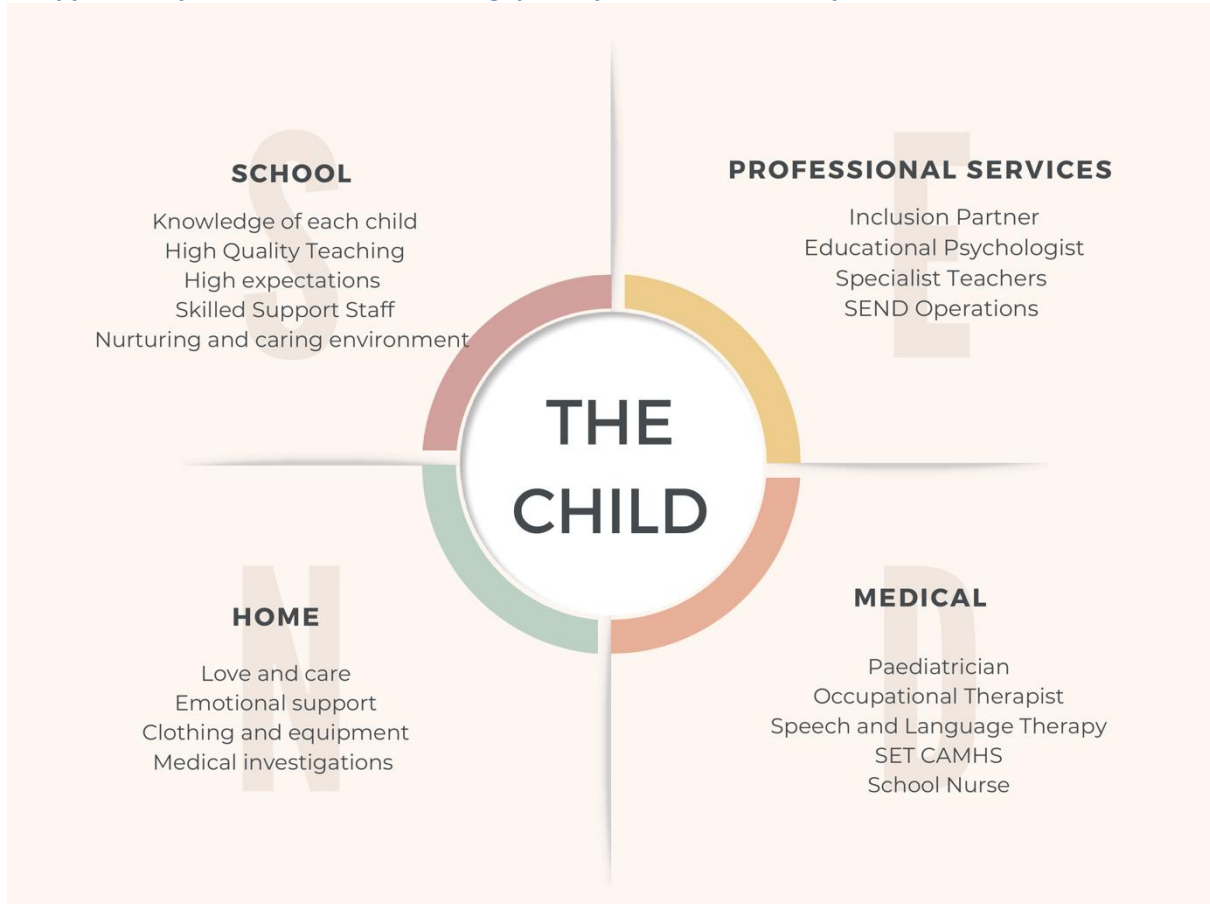 S
SCHOOL
Knowledge of each child
High Quality Teaching
High expectations
Skilled Support Staff
Nurturing and caring environment
E
PROFESSIONAL SERVICES
Inclusion Partner
Educational Psychologist
Specialist Teachers
SEND Operations
THE
CHILD
N
HOME
Love and care
Emotional support
Clothing and equipment
Medical investigations
D
MEDICAL
Paediatrician
Occupational Therapist
Speech and Language Therapy
SET CAMHS
School Nurse